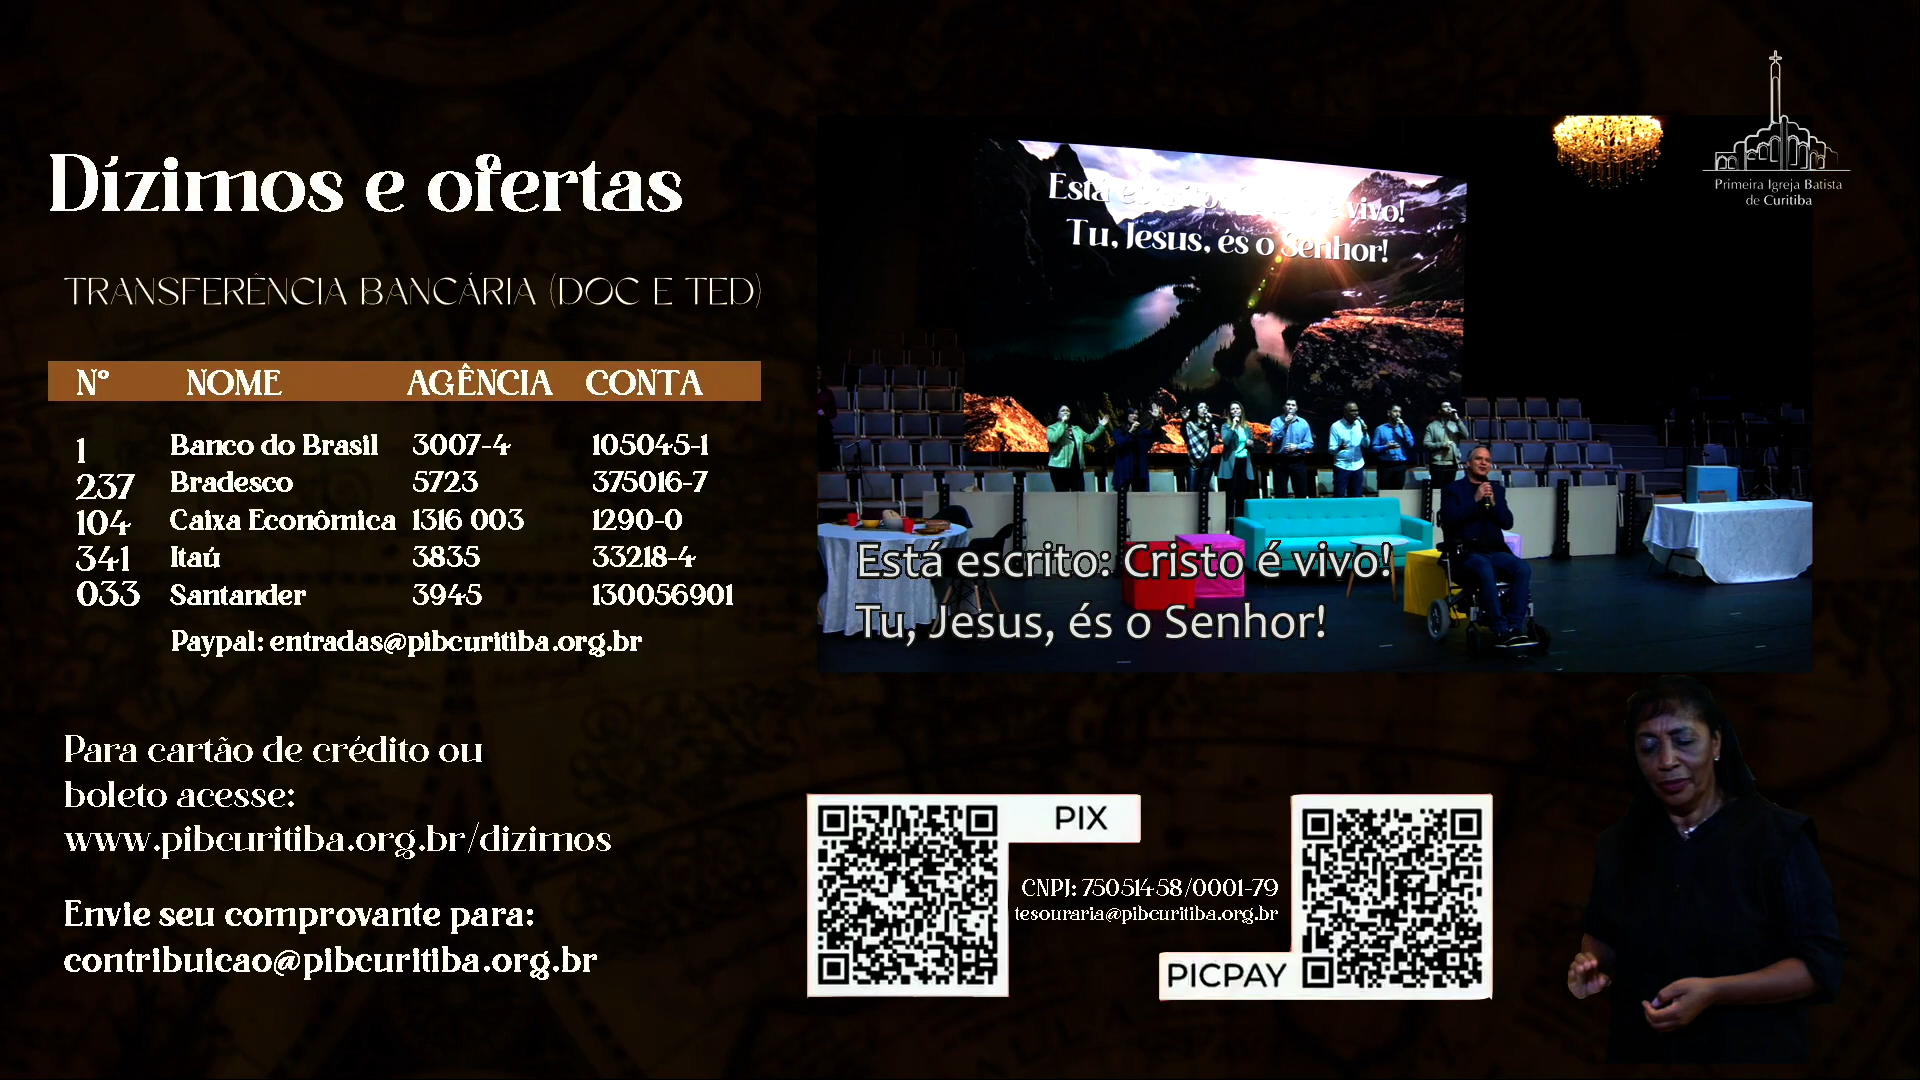 Dízimos e ofertas
TRANSFERÊNCIA BANCÁRIA (DOC E TED)
Nº NOME AGÊNCIA CONTA
1 Banco do Brasil 3007-4 105045-1
237 Bradesco 5723 375016-7
104 Caixa Econômica 1316 003 1290-0
341 Itaú 3835 33218-4
033 Santander 3945 130056901
Paypal: entradas@pibcuritiba.org.br
Para cartão de crédito ou
boleto acesse:
www.pibcuritiba.org.br/dizimos
Envie seu comprovante para:
contribuicao@pibcuritiba.org.br
Primeira Igreja Batista
de Curitiba
Está escrito: Cristo é vivo!
Tu, Jesus, és o Senhor!
Está escrito: Cristo é vivo!
Tu, Jesus, és o Senhor!
PIX
CNPJ: 75051458/0001-79
tesouraria@pibcuritiba.org.br
PICPAY